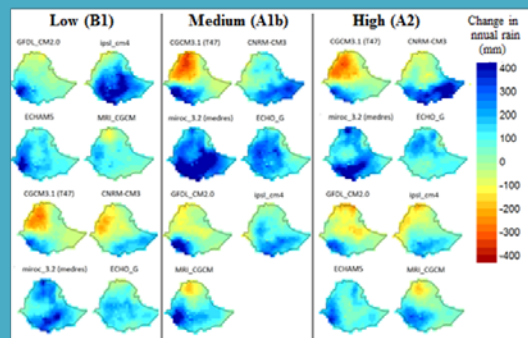 Low (B1)
Medium (A1b)
High (A2)
Change in
nnual rain
(mm)
GFDL_CM2.0
ipsl_cm4
CGCM3.1 (T47)
CNRM-CM3
CGCM3.1 (T47)
CNRM-CM3
ECHAM5
MRI_CGCM
miroc_3.2 (medres)
ECHO_G
miroc_3.2 (medres)
ECHO_G
CGCM3.1 (T47)
CNRM-CM3
GFDL_CM2.0
ipsl_cm4
GFDL_CM2.0
ipsl_cm4
miroc_3.2 (medres)
ECHO_G
MRI_CGCM
ECHAM5
MRI_CGCM
400
300
200
100
0
-100
-200
-300
-400